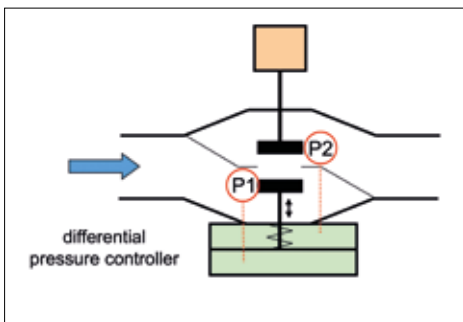 P2
P1
differential
pressure controller